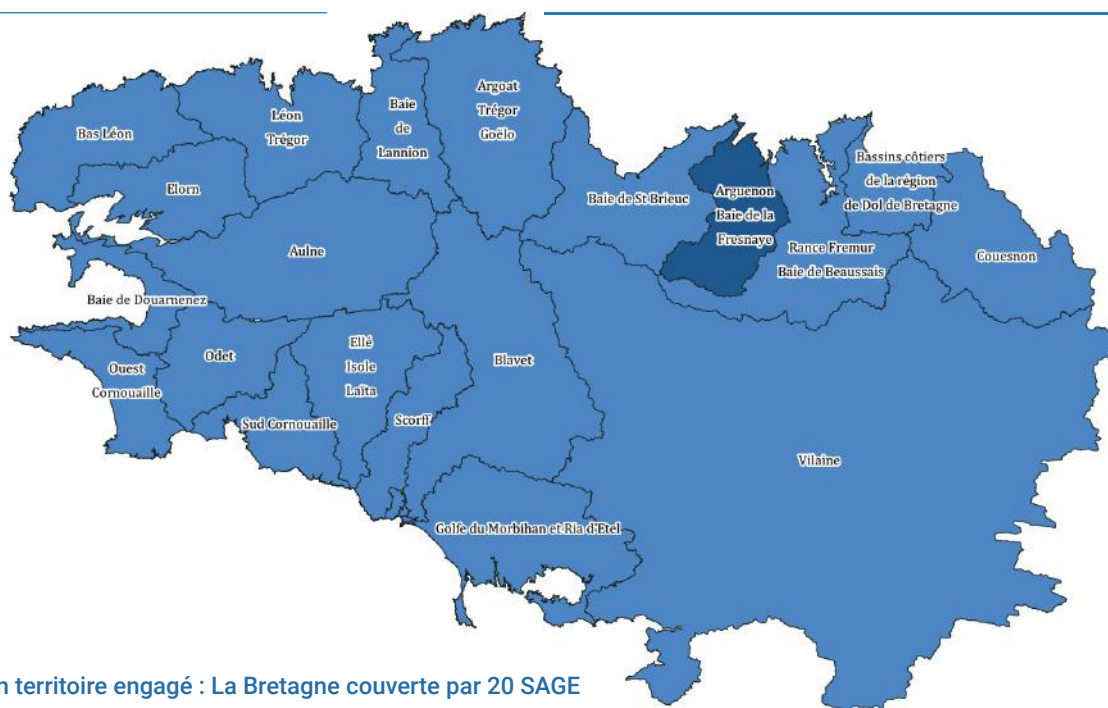 Bas Léon
Léon
Trégor
Baie
de
Lannion
Argoat
Trégor
Goëlo
Elorn
Aulne
Baie de St Brieuc
Arguenon
Baie de la
Fresnaye
Rance Fremur
Baie de Beaussais
Bassins côtiers
de la région
de Dol de Bretagne
Couesnon
Baie de Douarnenez
Ouest
Cornouaille
Odet
Sud Cornouaille
Ellé
Isole
Laïta
Scorff
Blavet
Vilaine
Golfe du Morbihan et Ria d'Etel
n territoire engagé : La Bretagne couverte par 20 SAGE